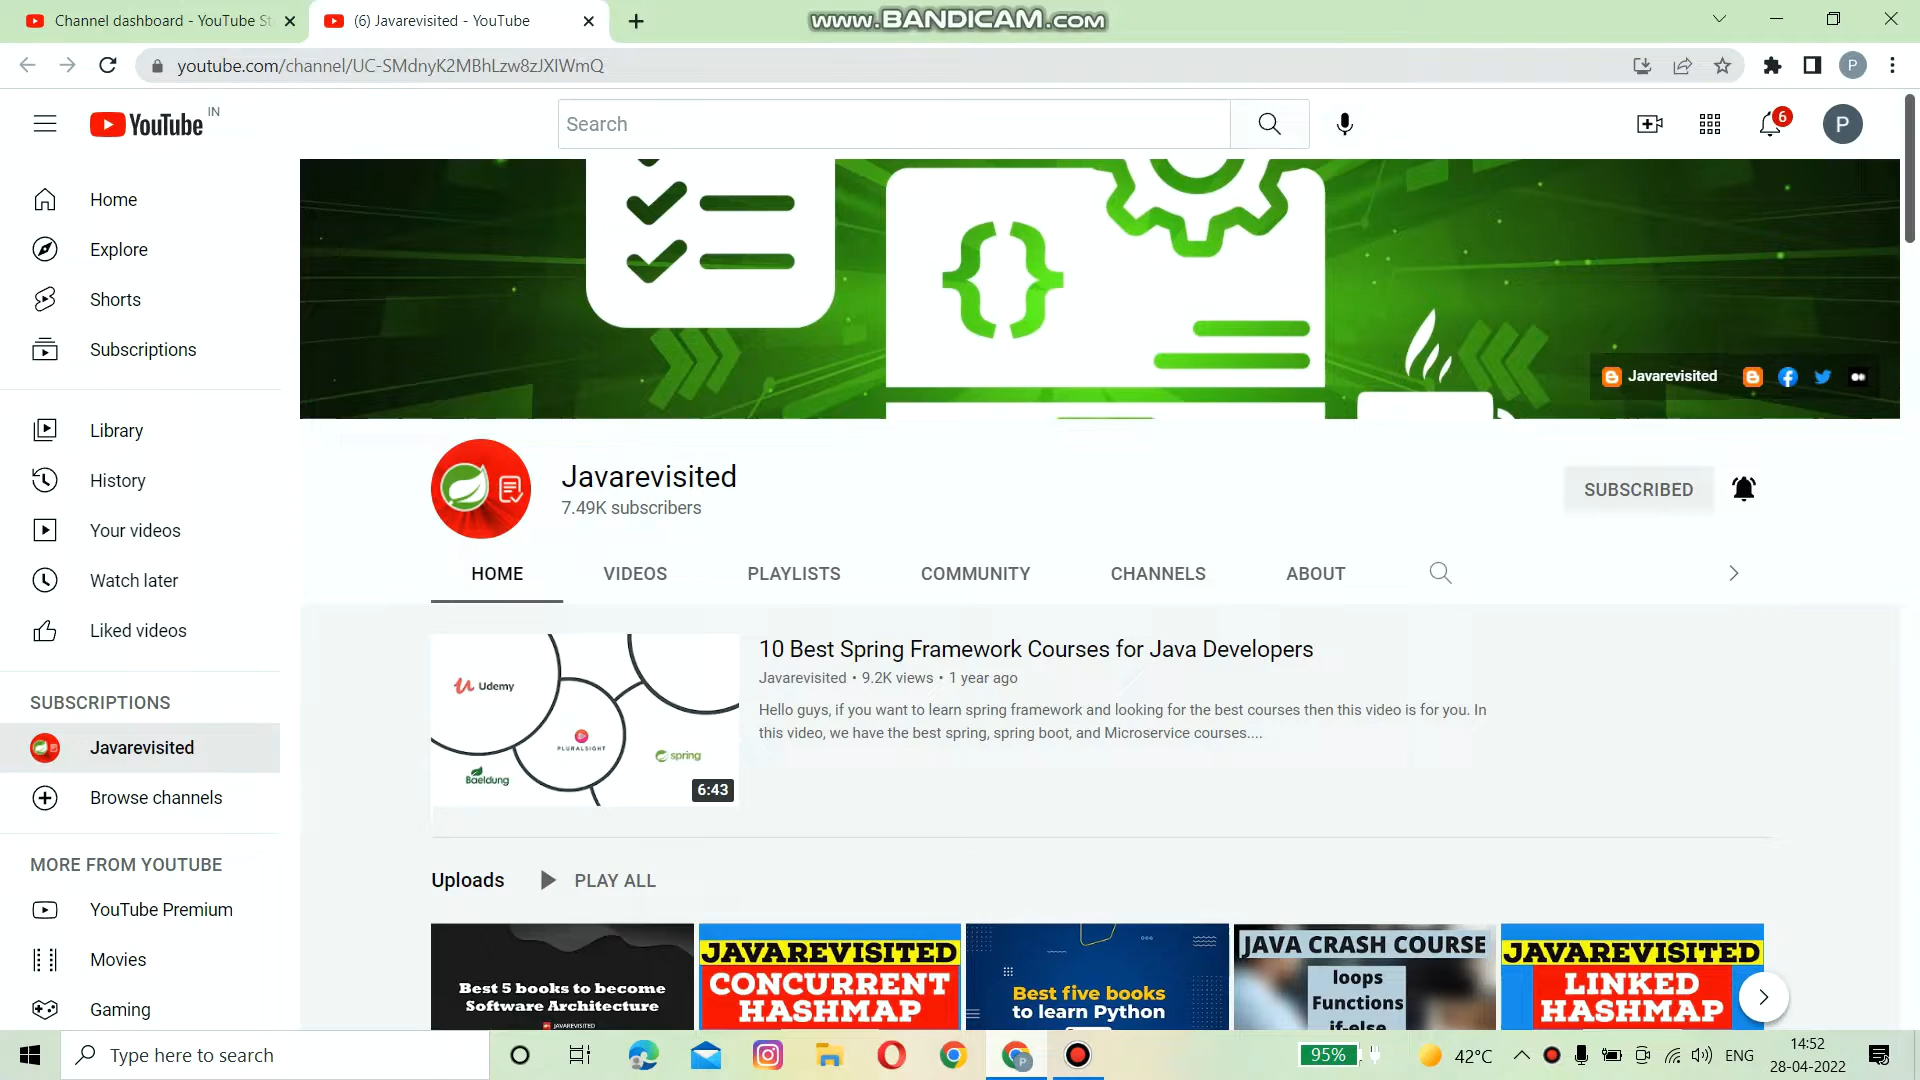 Channel dashboard - YouTube St
(6) Javarevisited - YouTube
www.BANDICAM.com
youtube.com/channel/UC-SMdnyK2MBhLzw8zJXIWmQ
P
YouTube IN
Search
6
P
Home
Explore
Shorts
Subscriptions
Library
History
Your videos
Watch later
Liked videos
SUBSCRIPTIONS
Javarevisited
Browse channels
MORE FROM YOUTUBE
YouTube Premium
Movies
Gaming
Javarevisited
Javarevisited
7.49K subscribers
SUBSCRIBED
HOME
VIDEOS
PLAYLISTS
COMMUNITY
CHANNELS
ABOUT
Udemy
PLURALSIGHT
spring
Baeldung
6:43
10 Best Spring Framework Courses for Java Developers
Javarevisited • 9.2K views • 1 year ago
Hello guys, if you want to learn spring framework and looking for the best courses then this video is for you. In
this video, we have the best spring, spring boot, and Microservice courses....
Uploads
PLAY ALL
Best 5 books to become
Software Architecture
JAVAREVISITED
JAVAREVISITED
CONCURRENT
HASHMAP
Best five books
to learn Python
JAVA CRASH COURSE
loops
Functions
if-else
JAVAREVISITED
LINKED
HASHMAP
Type here to search
P
95%
42°C
ENG
14:52
28-04-2022